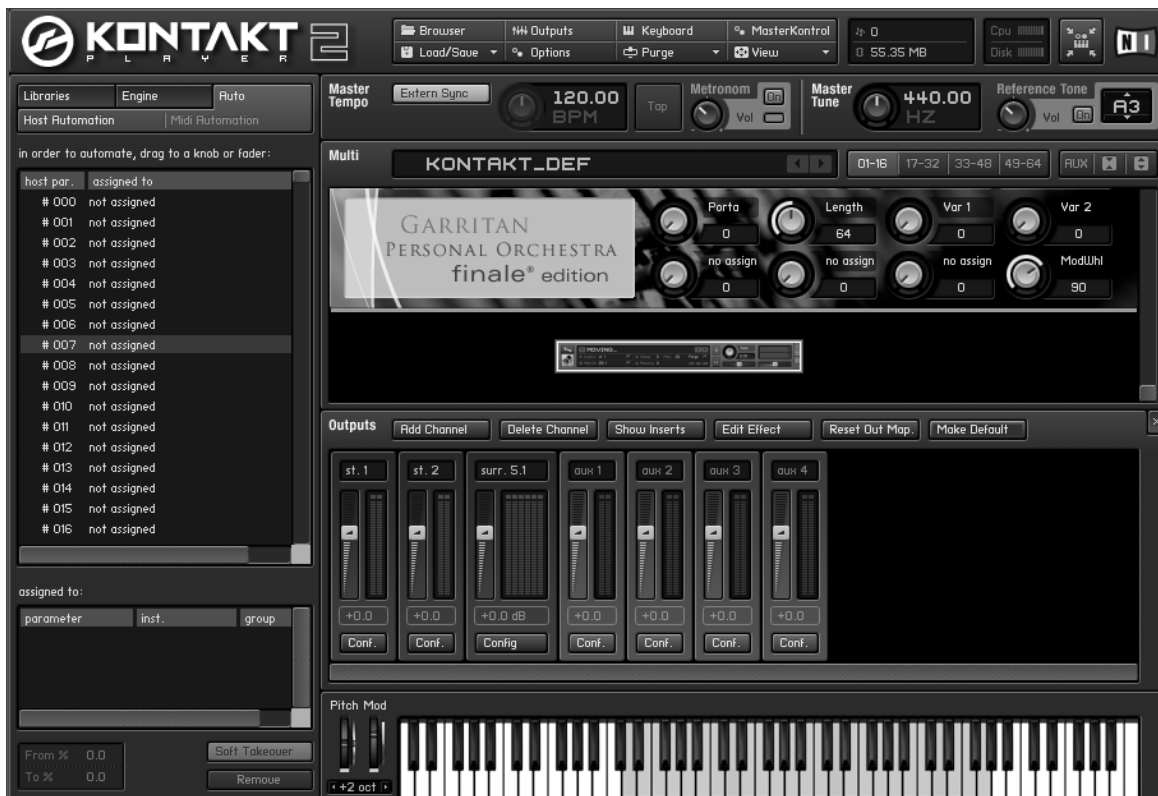 KONTAKT 2
PLAYER
Browser
Outputs
Keyboard
MasterKontrol
Load/Save
Options
Purge
View
0
55.35 MB
Cpu
Disk
NI
Libraries
Engine
Auto
Host Automation
Midi Automation
in order to automate, drag to a knob or fader:
host par. assigned to
# 000 not assigned
# 001 not assigned
# 002 not assigned
# 003 not assigned
# 004 not assigned
# 005 not assigned
# 006 not assigned
# 007 not assigned
# 008 not assigned
# 009 not assigned
# 010 not assigned
# 011 not assigned
# 012 not assigned
# 013 not assigned
# 014 not assigned
# 015 not assigned
# 016 not assigned
assigned to:
parameter inst. group
From % 0.0
To % 0.0
Soft Takeover
Remove
Master
Tempo
Extern Sync
120.00
BPM
Tap
Metronom
On
Vol
Master
Tune
440.00
HZ
Reference Tone
Vol
On
A3
Multi
KONTAKT_DEF
01-16
17-32
33-48
49-64
AUX
GARRITAN
PERSONAL ORCHESTRA
finale® edition
Porta
0
Length
64
Var 1
0
Var 2
0
no assign
0
no assign
0
no assign
0
ModWhl
90
MOVING...
Outputs
Add Channel
Delete Channel
Show Inserts
Edit Effect
Reset Out Map.
Make Default
st. 1
st. 2
surr. 5.1
aux 1
aux 2
aux 3
aux 4
+0.0
+0.0
+0.0 dB
+0.0
+0.0
+0.0
+0.0
Conf.
Conf.
Config
Conf.
Conf.
Conf.
Conf.
Pitch Mod
+2 oct